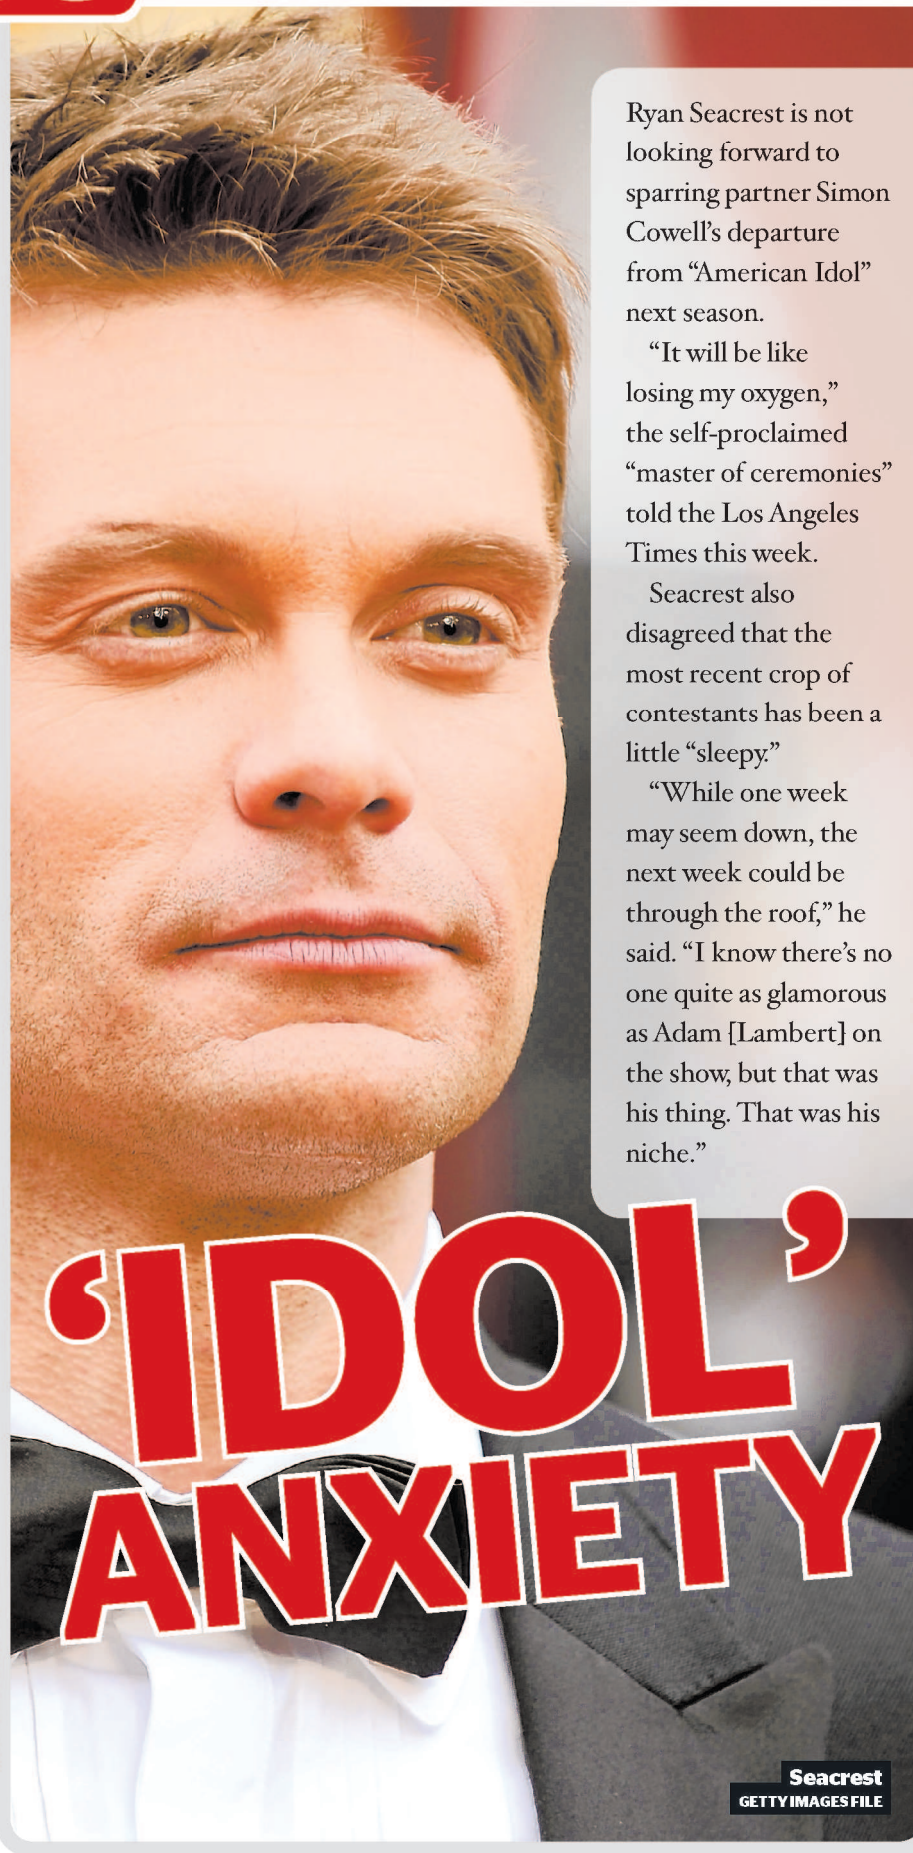 Ryan Seacrest is not
looking forward to
sparring partner Simon
Cowell’s departure
from “American Idol”
next season.
“It will be like
losing my oxygen,”
the self-proclaimed
“master of ceremonies”
told the Los Angeles
Times this week.
Seacrest also
disagreed that the
most recent crop of
contestants has been a
little “sleepy.”
“While one week
may seem down, the
next week could be
through the roof,” he
said. “I know there’s no
one quite as glamorous
as Adam [Lambert] on
the show, but that was
his thing. That was his
niche.”
‘IDOL’
ANXIETY
Seacrest
GETTY IMAGES FILE